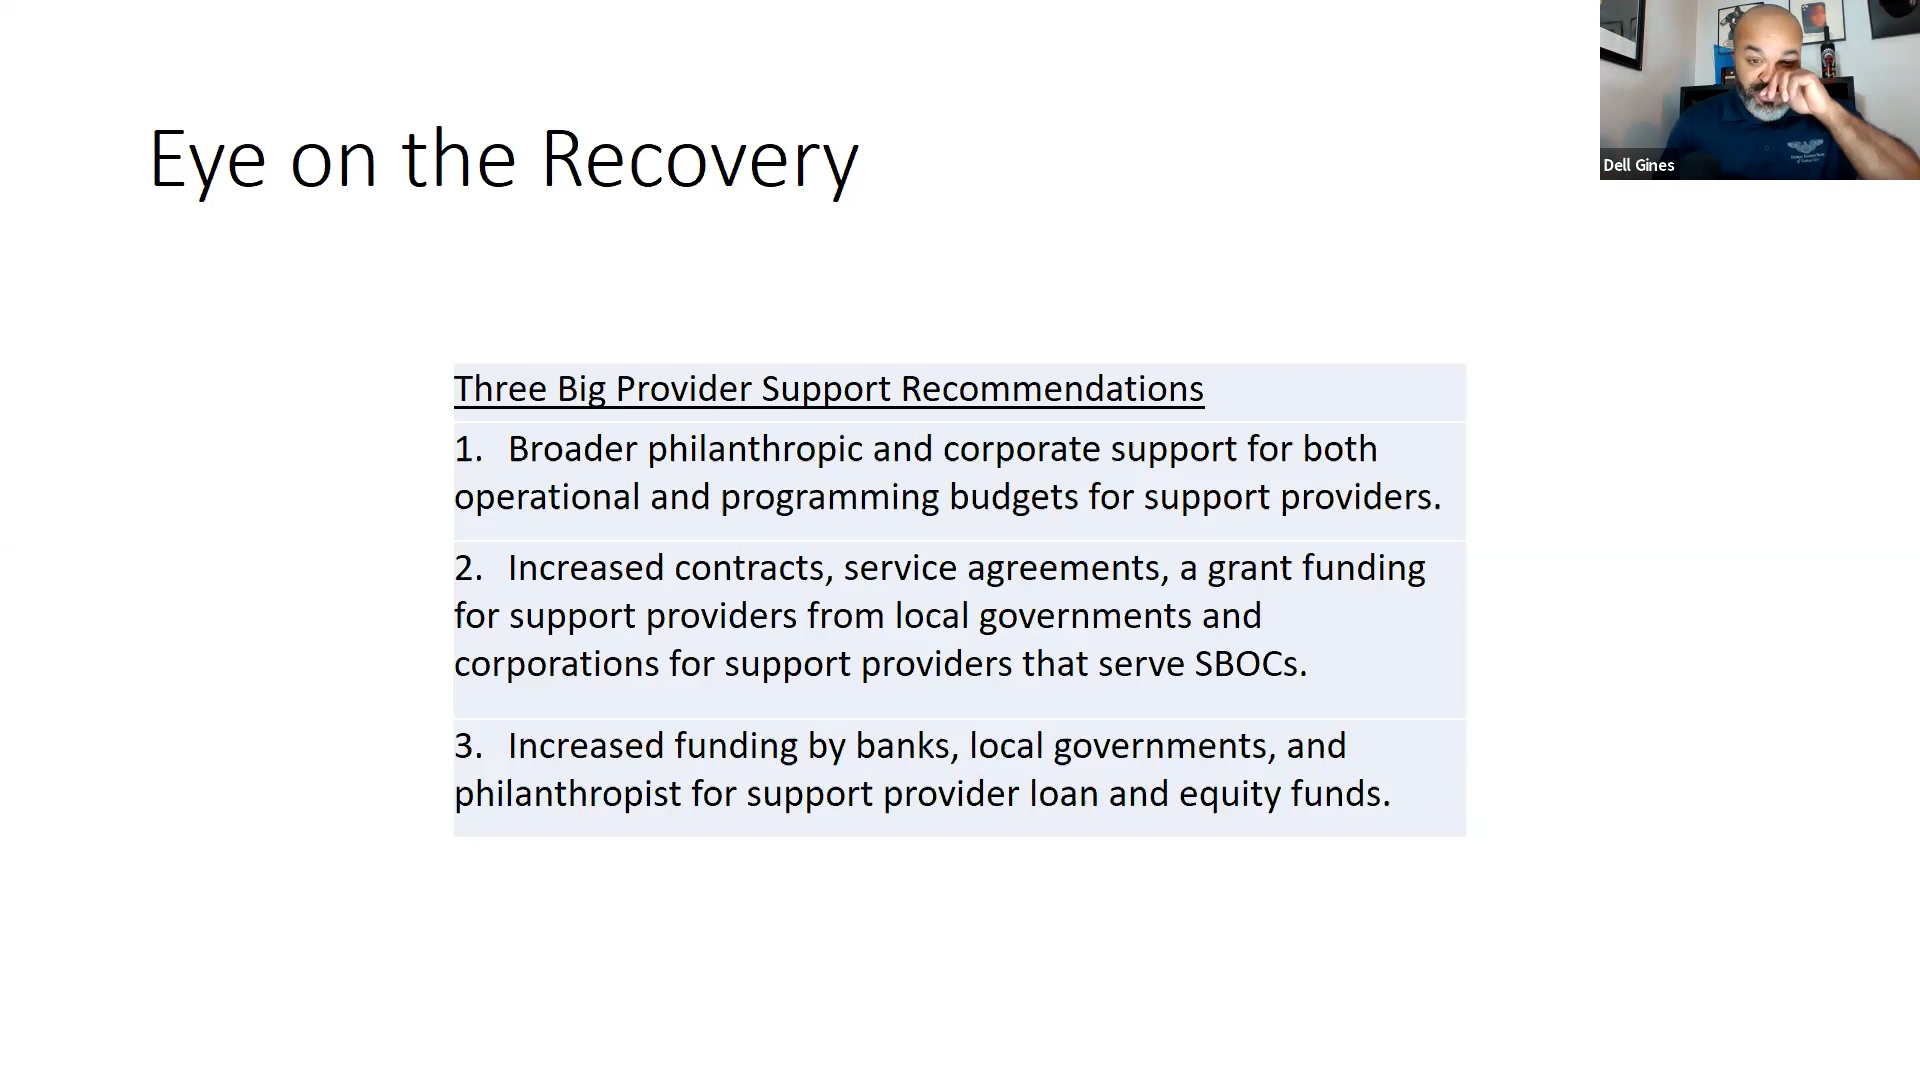 Eye on the Recovery
Dell Gines
Three Big Provider Support Recommendations
1. Broader philanthropic and corporate support for both
operational and programming budgets for support providers.
2. Increased contracts, service agreements, a grant funding
for support providers from local governments and
corporations for support providers that serve SBOCs.
3. Increased funding by banks, local governments, and
philanthropist for support provider loan and equity funds.